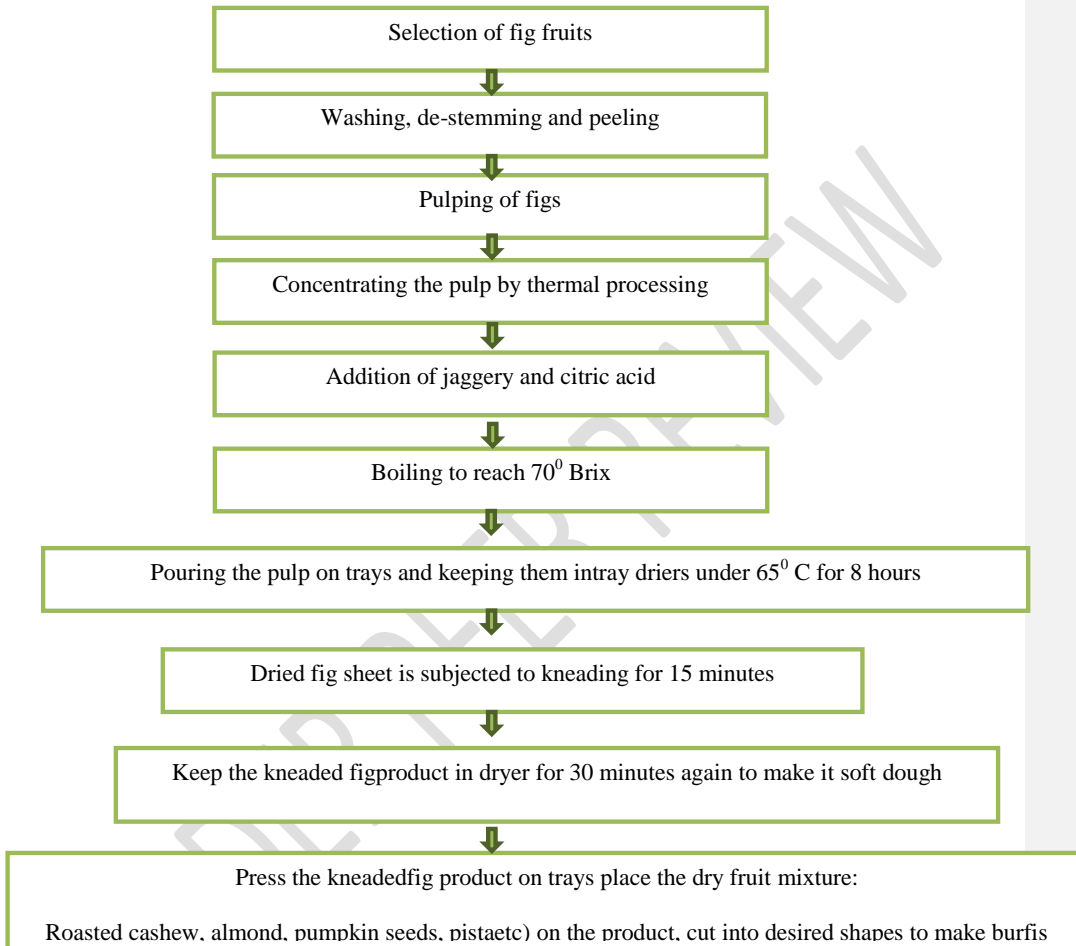 Selection of fig fruits
Washing, de-stemming and peeling
Pulping of figs
Concentrating the pulp by thermal processing
Addition of jaggery and citric acid
Boiling to reach 70⁰ Brix
Pouring the pulp on trays and keeping them intray driers under 65⁰ C for 8 hours
Dried fig sheet is subjected to kneading for 15 minutes
Keep the kneaded figproduct in dryer for 30 minutes again to make it soft dough
Press the kneadedfig product on trays place the dry fruit mixture:
Roasted cashew, almond, pumpkin seeds, pistaetc) on the product, cut into desired shapes to make burfis